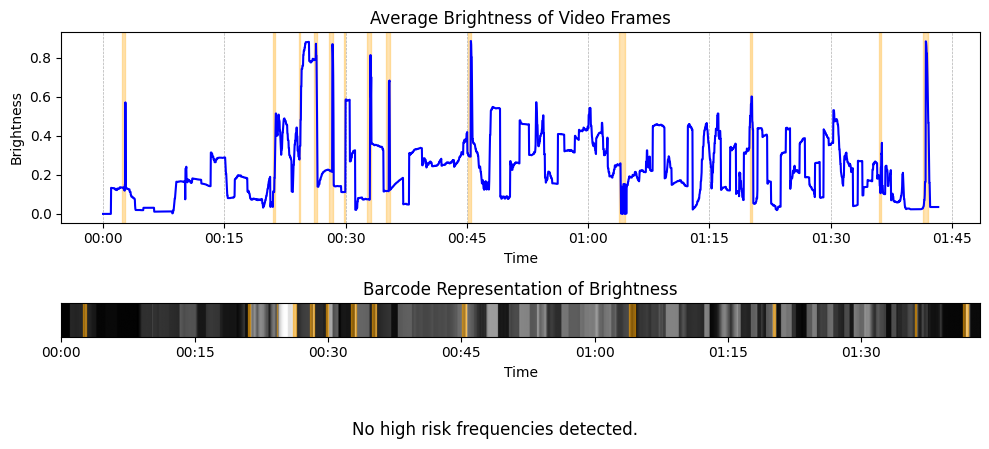 Average Brightness of Video Frames
Brightness
0.8
0.6
0.4
0.2
0.0
00:00 00:15 00:30 00:45 01:00 01:15 01:30 01:45
Time
Barcode Representation of Brightness
00:00 00:15 00:30 00:45 01:00 01:15 01:30
Time
No high risk frequencies detected.